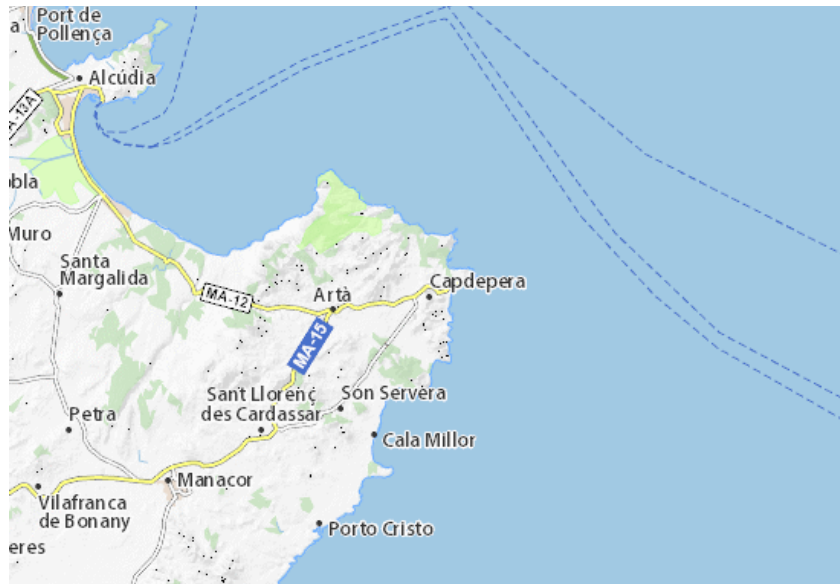 Port de
Pollença
a
Alcúdia
A-13A
obla
Muro
Santa
Margalida
MA-12
Artà
Capdepera
MA-15
Sant Llorenç
des Cardassar
Son Servera
Petra
Cala Millor
Manacor
Vilafranca
de Bonany
Porto Cristo
eres